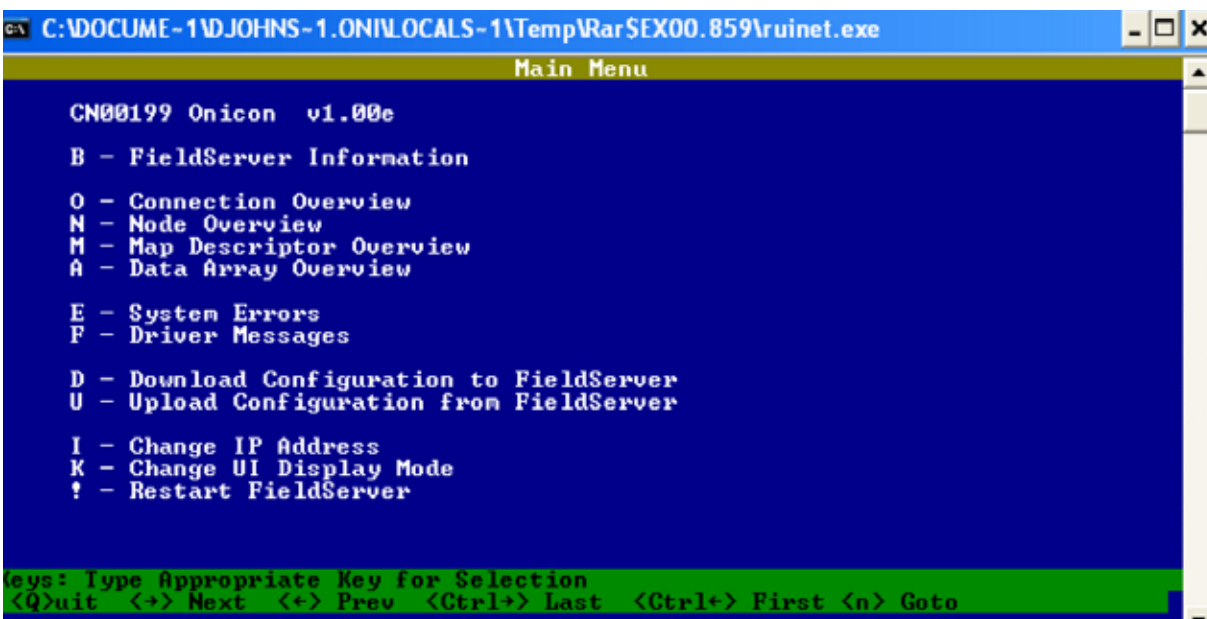 C:\DOCUME~1\DJOHNS~1.ONI\LOCALS~1\Temp\Rar$EX00.859\ruinet.exe
Main Menu
CN00199 Onicon v1.00e
B - FieldServer Information
O - Connection Overview
N - Node Overview
M - Map Descriptor Overview
A - Data Array Overview
E - System Errors
F - Driver Messages
D - Download Configuration to FieldServer
U - Upload Configuration from FieldServer
I - Change IP Address
K - Change UI Display Mode
! - Restart FieldServer
Keys: Type Appropriate Key for Selection
<Q>uit <→> Next <←> Prev <Ctrl→> Last <Ctrl←> First <n> Goto